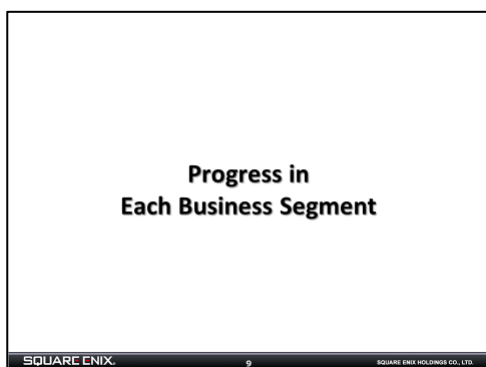 Progress in
Each Business Segment
SQUARE ENIX.
9
SQUARE ENIX HOLDINGS CO., LTD.